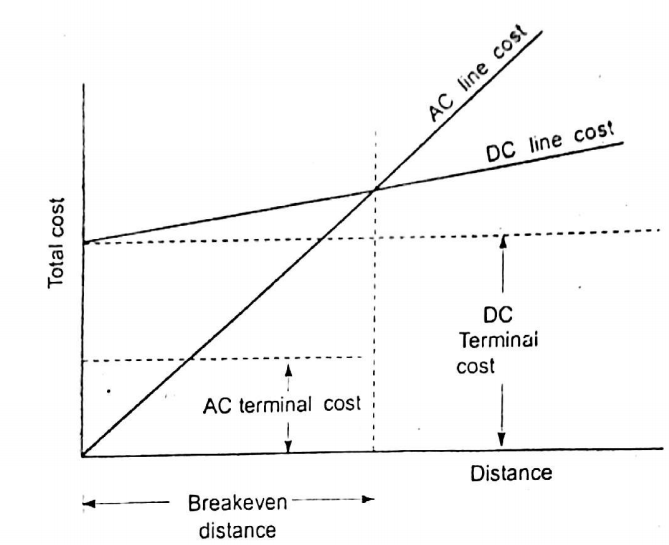 AC line cost
DC line cost
Total cost
DC
Terminal
cost
AC terminal cost
Distance
Breakeven
distance